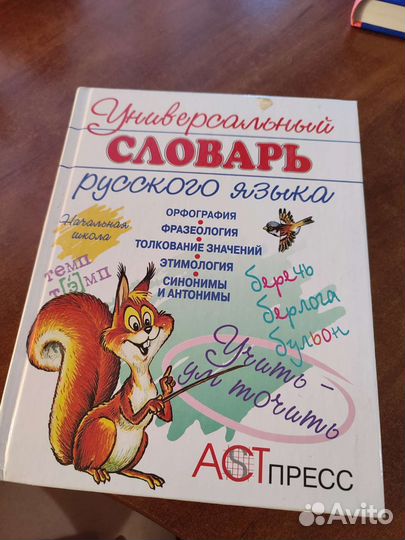 Универсальный
СЛОВАРЬ
русского языка
Начальная
школа
ОРФОГРАФИЯ
ФРАЗЕОЛОГИЯ
ТОЛКОВАНИЕ ЗНАЧЕНИЙ
ЭТИМОЛОГИЯ
СИНОНИМЫ
И АНТОНИМЫ
темп
т[э]мп
беречь
берлога
бульон
Учить –
ум точить
АСТ ПРЕСС
Avito